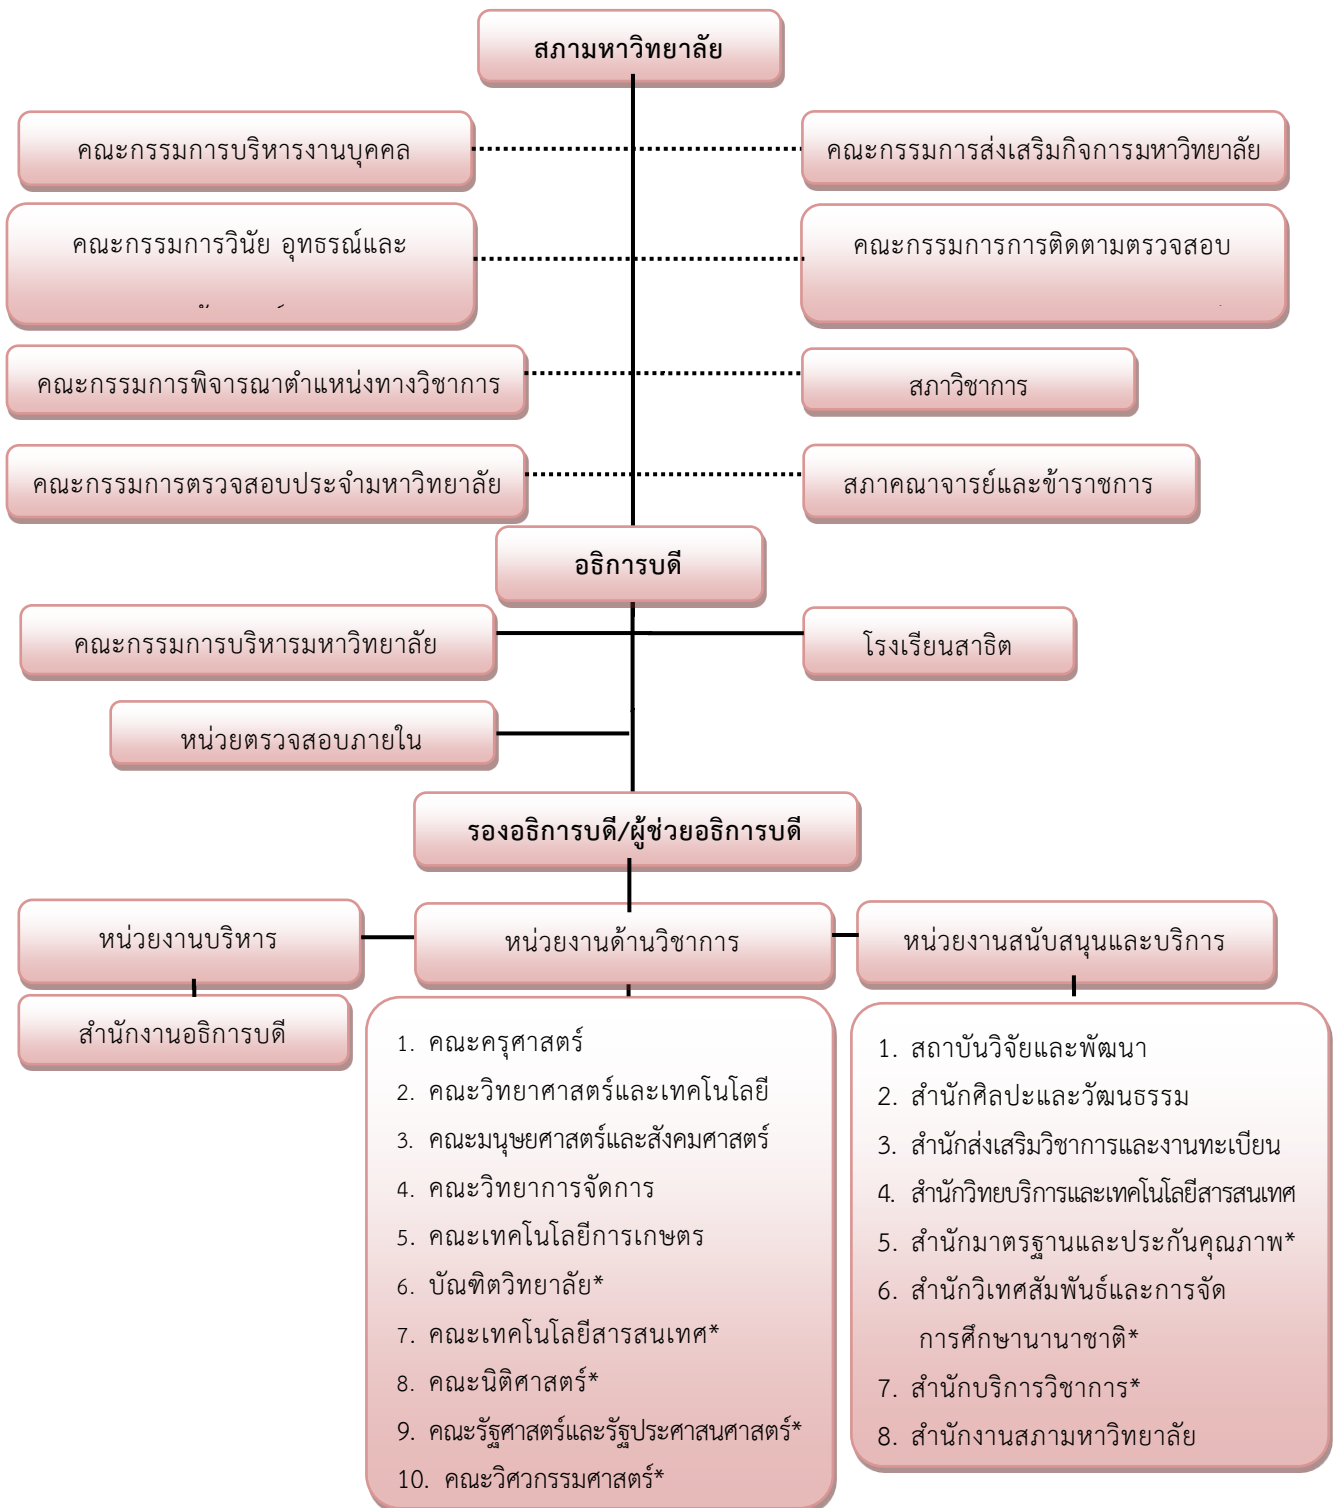 สภามหาวิทยาลัย
คณะกรรมการบริหารงานบุคคล
คณะกรรมการส่งเสริมกิจการมหาวิทยาลัย
คณะกรรมการวินัย อุทธรณ์และ
คณะกรรมการการติดตามตรวจสอบ
คณะกรรมการพิจารณาตำแหน่งทางวิชาการ
สภาวิชาการ
คณะกรรมการตรวจสอบประจำมหาวิทยาลัย
สภาคณาจารย์และข้าราชการ
อธิการบดี
คณะกรรมการบริหารมหาวิทยาลัย
โรงเรียนสาธิต
หน่วยตรวจสอบภายใน
รองอธิการบดี/ผู้ช่วยอธิการบดี
หน่วยงานบริหาร
หน่วยงานด้านวิชาการ
หน่วยงานสนับสนุนและบริการ
สำนักงานอธิการบดี
1. คณะครุศาสตร์
2. คณะวิทยาศาสตร์และเทคโนโลยี
3. คณะมนุษยศาสตร์และสังคมศาสตร์
4. คณะวิทยาการจัดการ
5. คณะเทคโนโลยีการเกษตร
6. บัณฑิตวิทยาลัย*
7. คณะเทคโนโลยีสารสนเทศ*
8. คณะนิติศาสตร์*
9. คณะรัฐศาสตร์และรัฐประศาสนศาสตร์*
10. คณะวิศวกรรมศาสตร์*
1. สถาบันวิจัยและพัฒนา
2. สำนักศิลปะและวัฒนธรรม
3. สำนักส่งเสริมวิชาการและงานทะเบียน
4. สำนักวิทยบริการและเทคโนโลยีสารสนเทศ
5. สำนักมาตรฐานและประกันคุณภาพ*
6. สำนักวิเทศสัมพันธ์และการจัด
การศึกษานานาชาติ*
7. สำนักบริการวิชาการ*
8. สำนักงานสภามหาวิทยาลัย